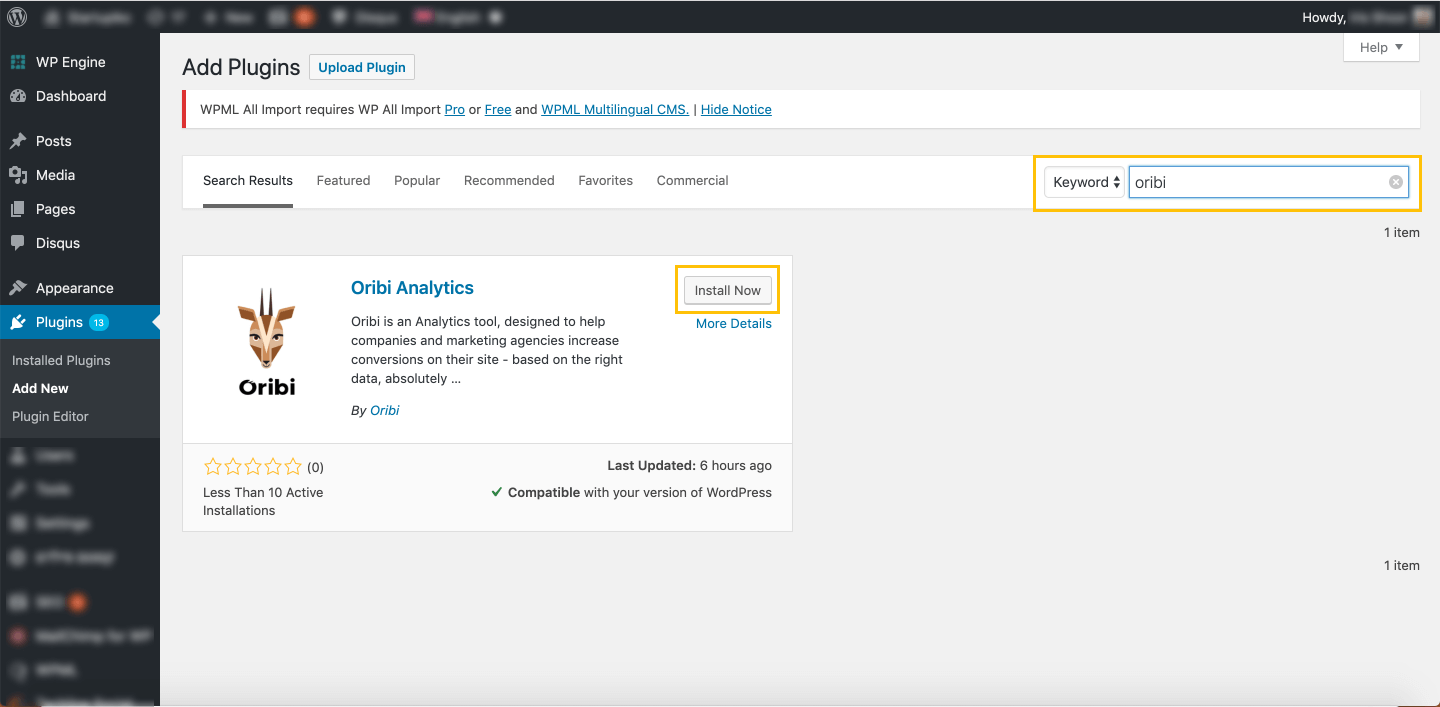 Howdy,
Help
WP Engine
Dashboard
Posts
Media
Pages
Disqus
Appearance
Plugins 13
Installed Plugins
Add New
Plugin Editor
Add Plugins Upload Plugin
WPML All Import requires WP All Import Pro or Free and WPML Multilingual CMS. | Hide Notice
Search Results Featured Popular Recommended Favorites Commercial Keyword oribi
1 item
Oribi
Oribi Analytics
Install Now
More Details
Oribi is an Analytics tool, designed to help
companies and marketing agencies increase
conversions on their site - based on the right
data, absolutely …
By Oribi
(0)
Less Than 10 Active
Installations
Last Updated: 6 hours ago
Compatible with your version of WordPress
1 item